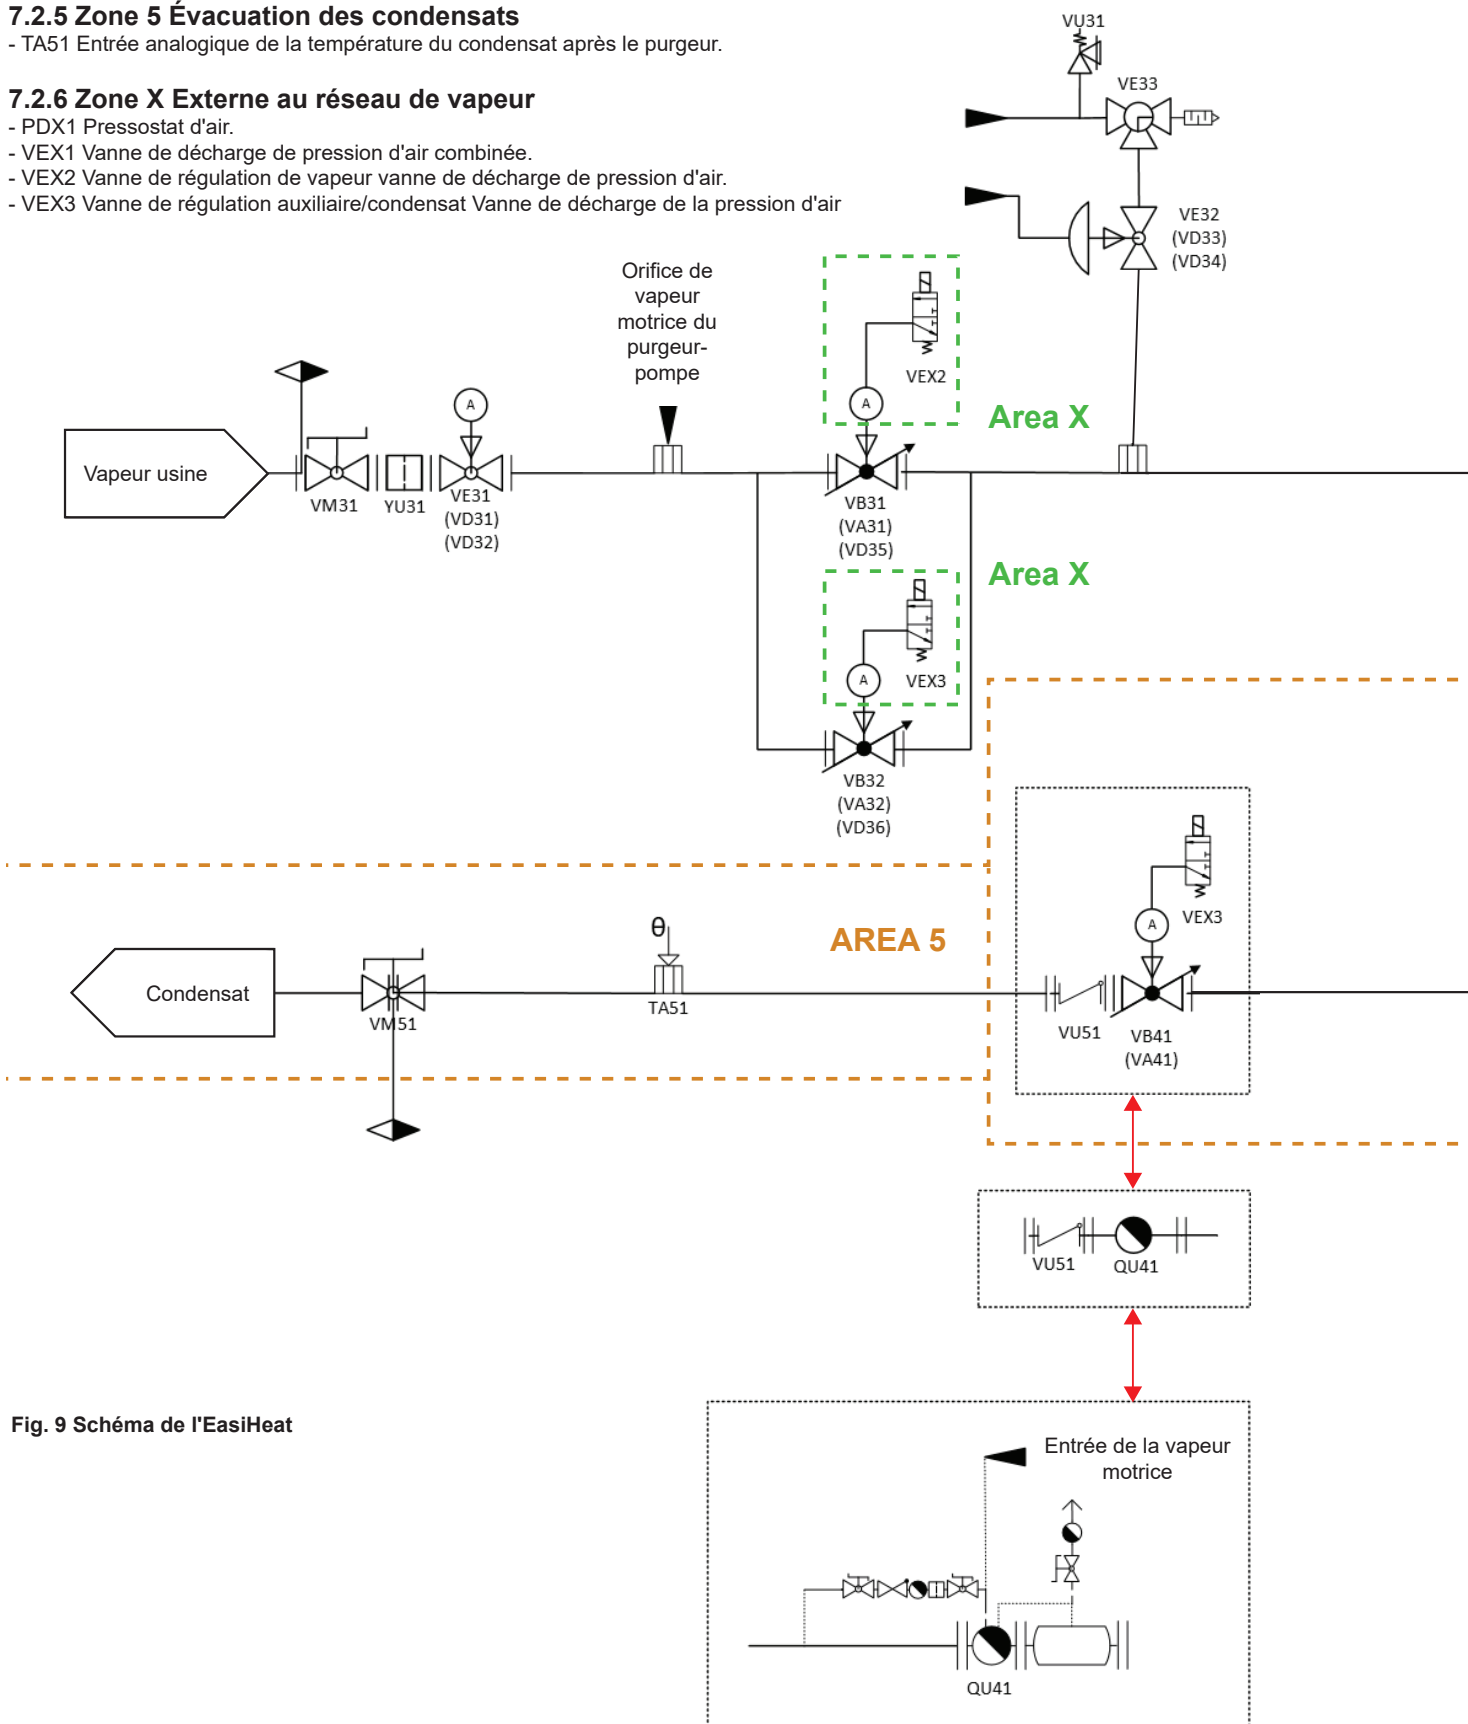 7.2.5 Zone 5 Évacuation des condensats
- TA51 Entrée analogique de la température du condensat après le purgeur.
7.2.6 Zone X Externe au réseau de vapeur
- PDX1 Pressostat d'air.
- VEX1 Vanne de décharge de pression d'air combinée.
- VEX2 Vanne de régulation de vapeur vanne de décharge de pression d'air.
- VEX3 Vanne de régulation auxiliaire/condensat Vanne de décharge de la pression d'air
VU31
VE33
VE32
(VD33)
(VD34)
Orifice de
vapeur
motrice du
purgeur-
pompe
VEX2
A
A
Area X
Vapeur usine
VM31
YU31
VE31
(VD31)
(VD32)
VB31
(VA31)
(VD35)
Area X
VEX3
A
VB32
(VA32)
(VD36)
VEX3
A
θ
AREA 5
Condensat
VM51
TA51
VU51
VB41
(VA41)
VU51
QU41
Fig. 9 Schéma de l'EasiHeat
Entrée de la vapeur
motrice
QU41